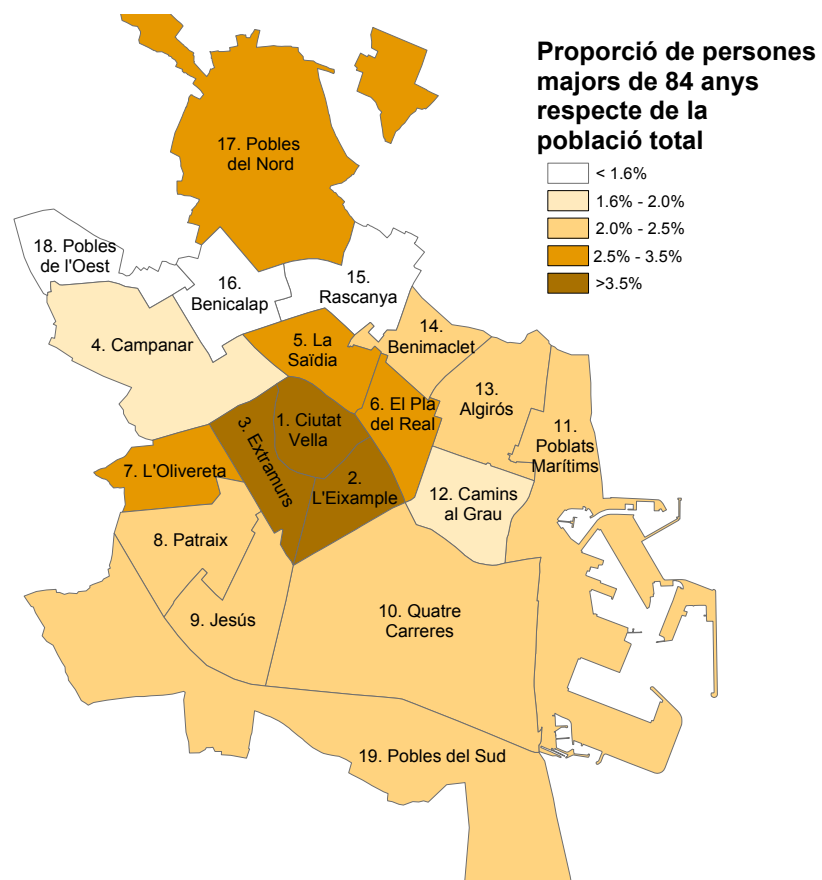 Proporció de persones
majors de 84 anys
respecte de la
població total
< 1.6%
1.6% - 2.0%
2.0% - 2.5%
2.5% - 3.5%
>3.5%
17. Pobles
del Nord
18. Pobles
de l'Oest
16.
Benicalap
15.
Rascanya
4. Campanar
5. La
Saïdia
14.
Benimaclet
13.
Algirós
6. El Pla
del Real
11.
Poblats
Marítims
3. Extramurs
1. Ciutat
Vella
7. L'Olivereta
2.
L'Eixample
12. Camins
al Grau
8. Patraix
9. Jesús
10. Quatre
Carreres
19. Pobles del Sud